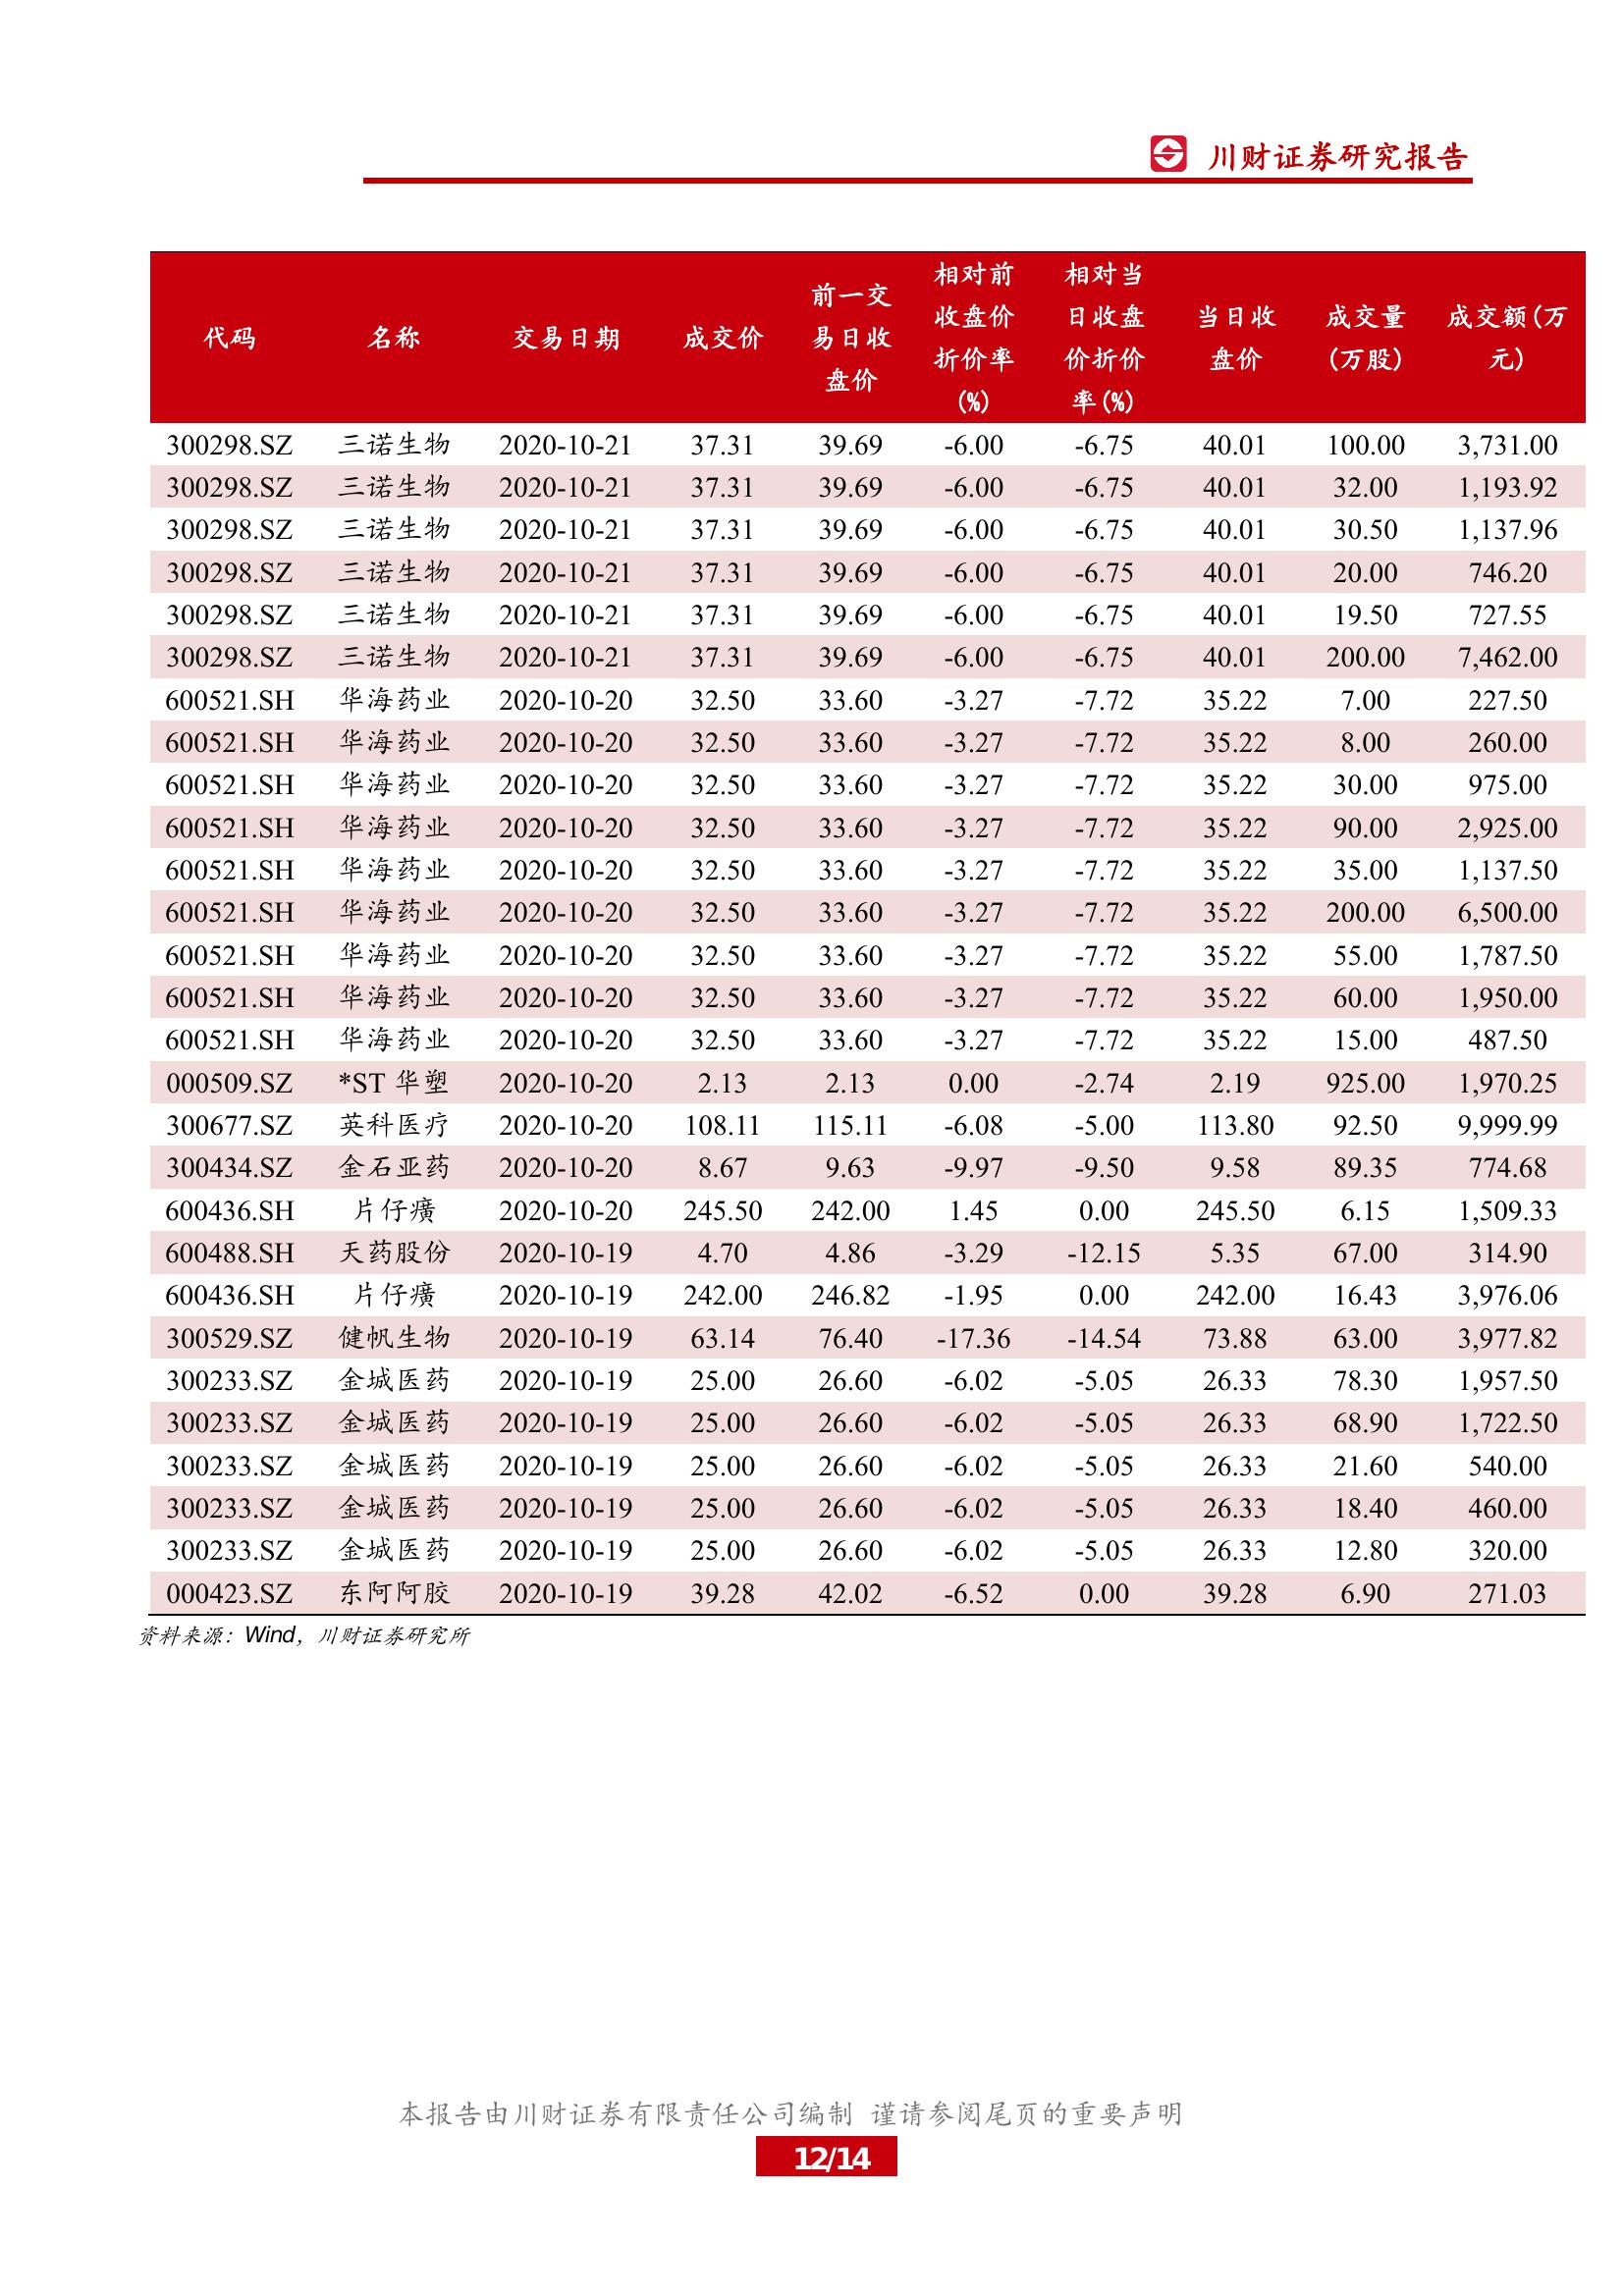 川财证券研究报告
代码 名称 交易日期 成交价 前一交易日收盘价 相对前收盘价折价率(%) 相对当日收盘价折价率(%) 当日收盘价 成交量(万股) 成交额(万元)
300298.SZ 三诺生物 2020-10-21 37.31 39.69 -6.00 -6.75 40.01 100.00 3,731.00
300298.SZ 三诺生物 2020-10-21 37.31 39.69 -6.00 -6.75 40.01 32.00 1,193.92
300298.SZ 三诺生物 2020-10-21 37.31 39.69 -6.00 -6.75 40.01 30.50 1,137.96
300298.SZ 三诺生物 2020-10-21 37.31 39.69 -6.00 -6.75 40.01 20.00 746.20
300298.SZ 三诺生物 2020-10-21 37.31 39.69 -6.00 -6.75 40.01 19.50 727.55
300298.SZ 三诺生物 2020-10-21 37.31 39.69 -6.00 -6.75 40.01 200.00 7,462.00
600521.SH 华海药业 2020-10-20 32.50 33.60 -3.27 -7.72 35.22 7.00 227.50
600521.SH 华海药业 2020-10-20 32.50 33.60 -3.27 -7.72 35.22 8.00 260.00
600521.SH 华海药业 2020-10-20 32.50 33.60 -3.27 -7.72 35.22 30.00 975.00
600521.SH 华海药业 2020-10-20 32.50 33.60 -3.27 -7.72 35.22 90.00 2,925.00
600521.SH 华海药业 2020-10-20 32.50 33.60 -3.27 -7.72 35.22 35.00 1,137.50
600521.SH 华海药业 2020-10-20 32.50 33.60 -3.27 -7.72 35.22 200.00 6,500.00
600521.SH 华海药业 2020-10-20 32.50 33.60 -3.27 -7.72 35.22 55.00 1,787.50
600521.SH 华海药业 2020-10-20 32.50 33.60 -3.27 -7.72 35.22 60.00 1,950.00
600521.SH 华海药业 2020-10-20 32.50 33.60 -3.27 -7.72 35.22 15.00 487.50
000509.SZ *ST 华塑 2020-10-20 2.13 2.13 0.00 -2.74 2.19 925.00 1,970.25
300677.SZ 英科医疗 2020-10-20 108.11 115.11 -6.08 -5.00 113.80 92.50 9,999.99
300434.SZ 金石亚药 2020-10-20 8.67 9.63 -9.97 -9.50 9.58 89.35 774.68
600436.SH 片仔癀 2020-10-20 245.50 242.00 1.45 0.00 245.50 6.15 1,509.33
600488.SH 天药股份 2020-10-19 4.70 4.86 -3.29 -12.15 5.35 67.00 314.90
600436.SH 片仔癀 2020-10-19 242.00 246.82 -1.95 0.00 242.00 16.43 3,976.06
300529.SZ 健帆生物 2020-10-19 63.14 76.40 -17.36 -14.54 73.88 63.00 3,977.82
300233.SZ 金城医药 2020-10-19 25.00 26.60 -6.02 -5.05 26.33 78.30 1,957.50
300233.SZ 金城医药 2020-10-19 25.00 26.60 -6.02 -5.05 26.33 68.90 1,722.50
300233.SZ 金城医药 2020-10-19 25.00 26.60 -6.02 -5.05 26.33 21.60 540.00
300233.SZ 金城医药 2020-10-19 25.00 26.60 -6.02 -5.05 26.33 18.40 460.00
300233.SZ 金城医药 2020-10-19 25.00 26.60 -6.02 -5.05 26.33 12.80 320.00
000423.SZ 东阿阿胶 2020-10-19 39.28 42.02 -6.52 0.00 39.28 6.90 271.03
资料来源：Wind，川财证券研究所
本报告由川财证券有限责任公司编制 谨请参阅尾页的重要声明
12/14